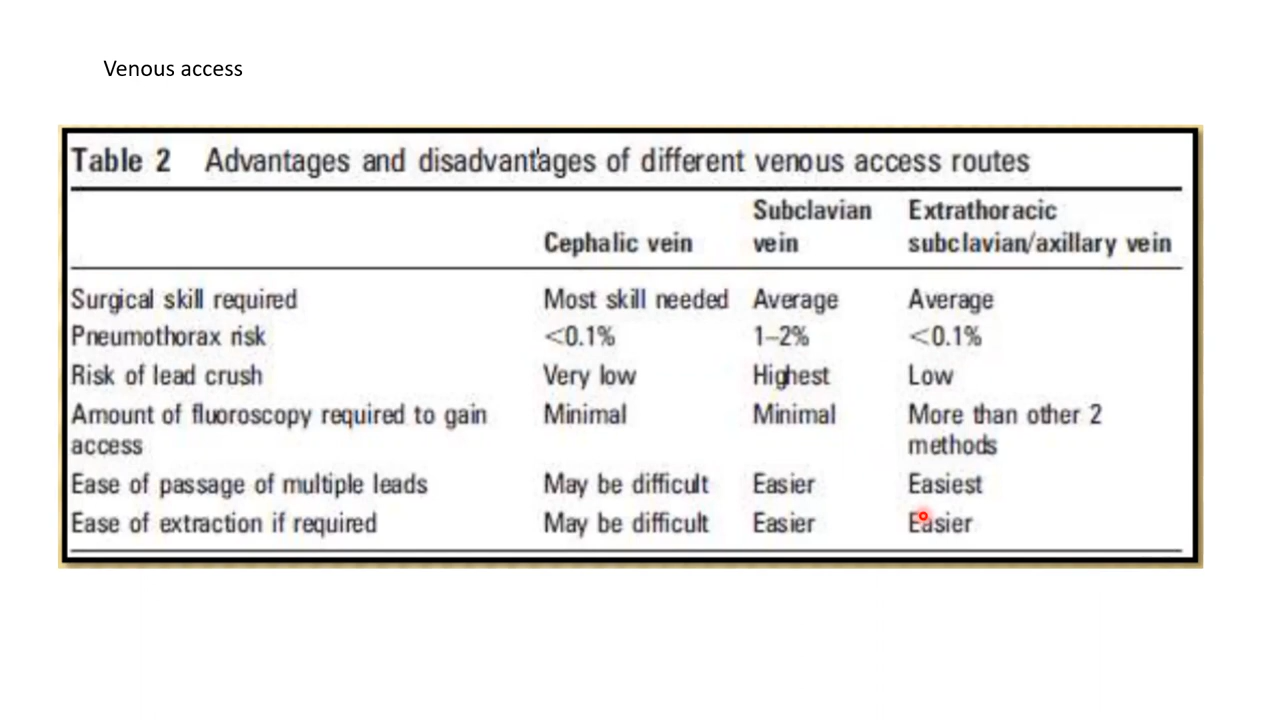 Venous access
Table 2 Advantages and disadvantages of different venous access routes
Cephalic vein Subclavian vein Extrathoracic subclavian/axillary vein
Surgical skill required Most skill needed Average Average
Pneumothorax risk <0.1% 1–2% <0.1%
Risk of lead crush Very low Highest Low
Amount of fluoroscopy required to gain access Minimal Minimal More than other 2 methods
Ease of passage of multiple leads May be difficult Easier Easiest
Ease of extraction if required May be difficult Easier Easier